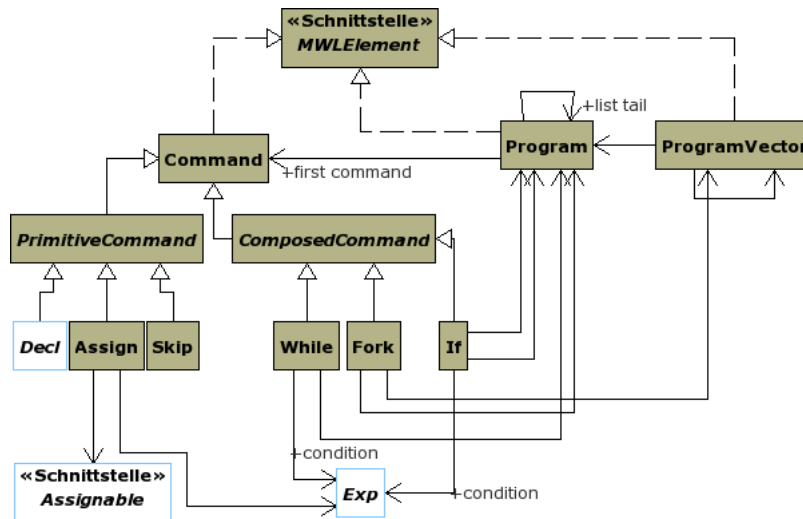 «Schnittstelle»
MWLElement
+list tail
Command
Program
ProgramVector
+first command
PrimitiveCommand
ComposedCommand
Decl
Assign
Skip
While
Fork
If
+condition
«Schnittstelle»
Assignable
Exp
+condition